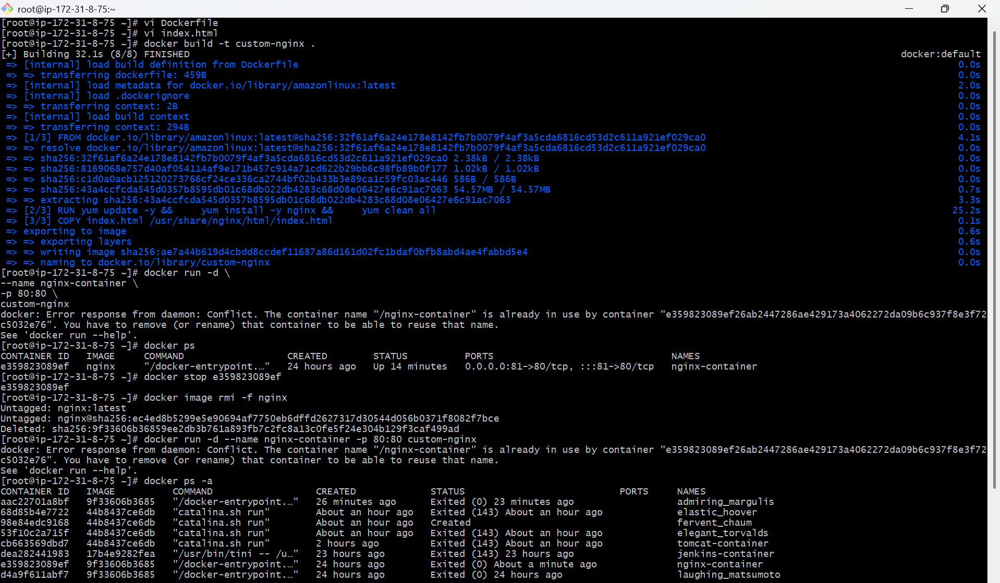 root@ip-172-31-8-75:~
[root@ip-172-31-8-75 ~]# vi Dockerfile
[root@ip-172-31-8-75 ~]# vi index.html
[root@ip-172-31-8-75 ~]# docker build -t custom-nginx .
[+] Building 32.1s (8/8) FINISHED docker:default
=> [internal] load build definition from Dockerfile 0.0s
=> => transferring dockerfile: 459B 0.0s
=> [internal] load metadata for docker.io/library/amazonlinux:latest 2.0s
=> [internal] load .dockerignore 0.0s
=> => transferring context: 2B 0.0s
=> [internal] load build context 0.0s
=> => transferring context: 294B 0.0s
=> [1/3] FROM docker.io/library/amazonlinux:latest@sha256:32f61af6a24e178e8142fb7b0079f4af3a5cda6816cd53d2c611a921ef029ca0 4.1s
=> => resolve docker.io/library/amazonlinux:latest@sha256:32f61af6a24e178e8142fb7b0079f4af3a5cda6816cd53d2c611a921ef029ca0 0.0s
=> => sha256:32f61af6a24e178e8142fb7b0079f4af3a5cda6816cd53d2c611a921ef029ca0 2.38kB / 2.38kB 0.0s
=> => sha256:8169068e757d40af054114af9e171b457c914a71cd622b29bb6c98fb89b0f177 1.02kB / 1.02kB 0.0s
=> => sha256:c1d0a0acb125120273766cf24ce336ca2744bf02b433b3e89ca1c59fc03ac446 586B / 586B 0.0s
=> => sha256:43a4ccfcda545d0357b8595db01c68db022db4283c68d08e06427e6c91ac7063 54.57MB / 54.57MB 0.7s
=> => extracting sha256:43a4ccfcda545d0357b8595db01c68db022db4283c68d08e06427e6c91ac7063 3.3s
=> [2/3] RUN yum update -y &&     yum install -y nginx &&     yum clean all 25.2s
=> [3/3] COPY index.html /usr/share/nginx/html/index.html 0.1s
=> exporting to image 0.6s
=> => exporting layers 0.6s
=> => writing image sha256:ae7a44b619d4cbdd8ccdef11687a86d161d02fc1bdaf0bfb8abd4ae4fabbd5e4 0.0s
=> => naming to docker.io/library/custom-nginx 0.0s
[root@ip-172-31-8-75 ~]# docker run -d \
--name nginx-container \
-p 80:80 \
custom-nginx
docker: Error response from daemon: Conflict. The container name "/nginx-container" is already in use by container "e359823089ef26ab2447286ae429173a4062272da09b6c937f8e3f72
c5032e76". You have to remove (or rename) that container to be able to reuse that name.
See 'docker run --help'.
[root@ip-172-31-8-75 ~]# docker ps
CONTAINER ID   IMAGE     COMMAND                  CREATED        STATUS         PORTS                               NAMES
e359823089ef   nginx     "/docker-entrypoint.…"   24 hours ago   Up 14 minutes   0.0.0.0:81->80/tcp, :::81->80/tcp   nginx-container
[root@ip-172-31-8-75 ~]# docker stop e359823089ef
e359823089ef
[root@ip-172-31-8-75 ~]# docker image rmi -f nginx
Untagged: nginx:latest
Untagged: nginx@sha256:ec4ed8b5299e5e90694af7750eb6dffd2627317d30544d056b0371f8082f7bce
Deleted: sha256:9f33606b36859ee2db3b761a893fb7c2fc8a13c0fe5f24e304b129f3caf499ad
[root@ip-172-31-8-75 ~]# docker run -d --name nginx-container -p 80:80 custom-nginx
docker: Error response from daemon: Conflict. The container name "/nginx-container" is already in use by container "e359823089ef26ab2447286ae429173a4062272da09b6c937f8e3f72
c5032e76". You have to remove (or rename) that container to be able to reuse that name.
See 'docker run --help'.
[root@ip-172-31-8-75 ~]# docker ps -a
CONTAINER ID   IMAGE          COMMAND                  CREATED             STATUS                           PORTS     NAMES
aac22701a8bf   9f33606b3685   "/docker-entrypoint.…"   26 minutes ago      Exited (0) 23 minutes ago                  admiring_margulis
68d85b4e7722   44b8437ce6db   "catalina.sh run"        About an hour ago   Exited (143) About an hour ago             elastic_hoover
98e84edc9168   44b8437ce6db   "catalina.sh run"        About an hour ago   Created                                    fervent_chaum
53f10c2a715f   44b8437ce6db   "catalina.sh run"        About an hour ago   Exited (143) About an hour ago             elegant_torvalds
cb663569dbd7   44b8437ce6db   "catalina.sh run"        2 hours ago         Exited (143) About an hour ago             tomcat-container
dea282441983   17b4e9282fea   "/usr/bin/tini -- /u…"   23 hours ago        Exited (143) 23 hours ago                  jenkins-container
e359823089ef   9f33606b3685   "/docker-entrypoint.…"   24 hours ago        Exited (0) About a minute ago              nginx-container
d4a9f611abf7   9f33606b3685   "/docker-entrypoint.…"   24 hours ago        Exited (0) 24 hours ago                    laughing_matsumoto